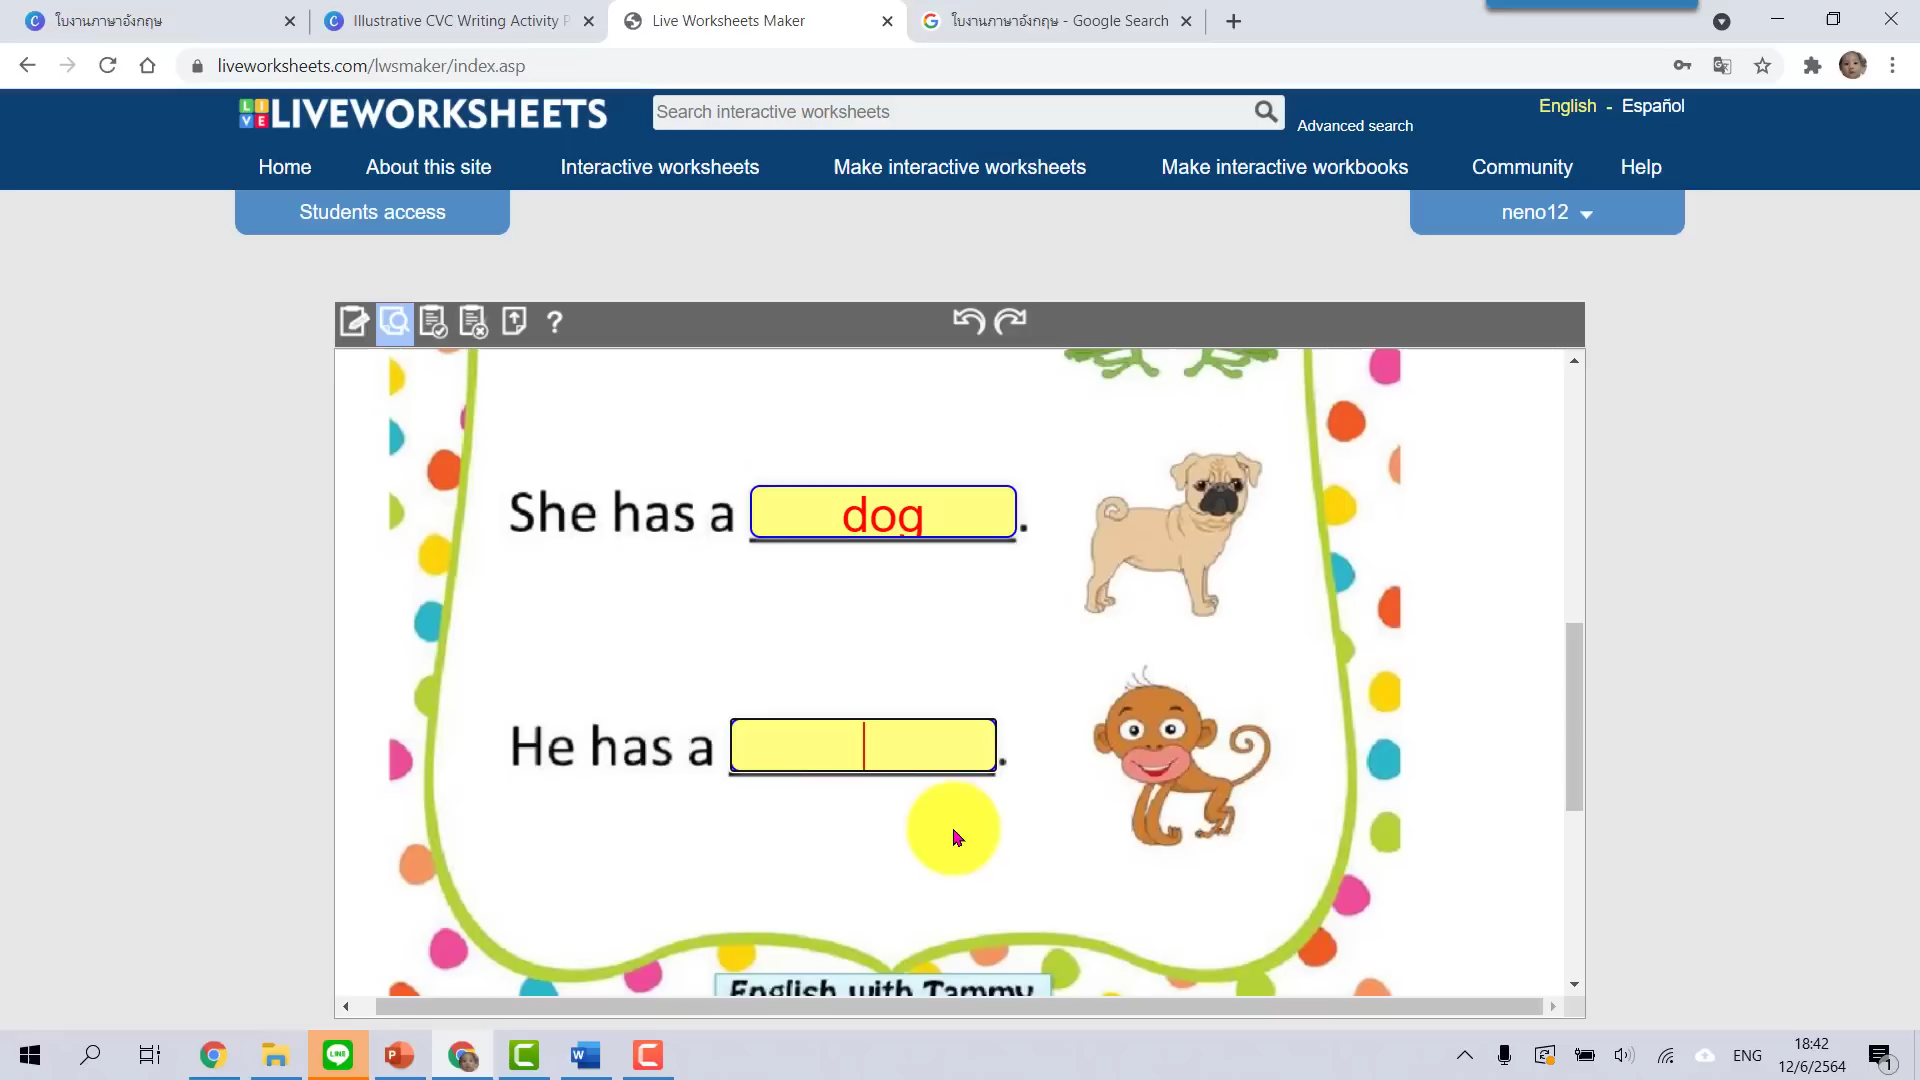 ใบงานภาษาอังกฤษ
Illustrative CVC Writing Activity P
Live Worksheets Maker
ใบงานภาษาอังกฤษ - Google Search
liveworksheets.com/lwsmaker/index.asp
LIVE
LIVEWORKSHEETS
Search interactive worksheets
Advanced search
English - Español
Home
About this site
Interactive worksheets
Make interactive worksheets
Make interactive workbooks
Community
Help
Students access
neno12
?
She has a dog.
He has a .
English with Tammy
LINE
ENG
18:42
12/6/2564
1